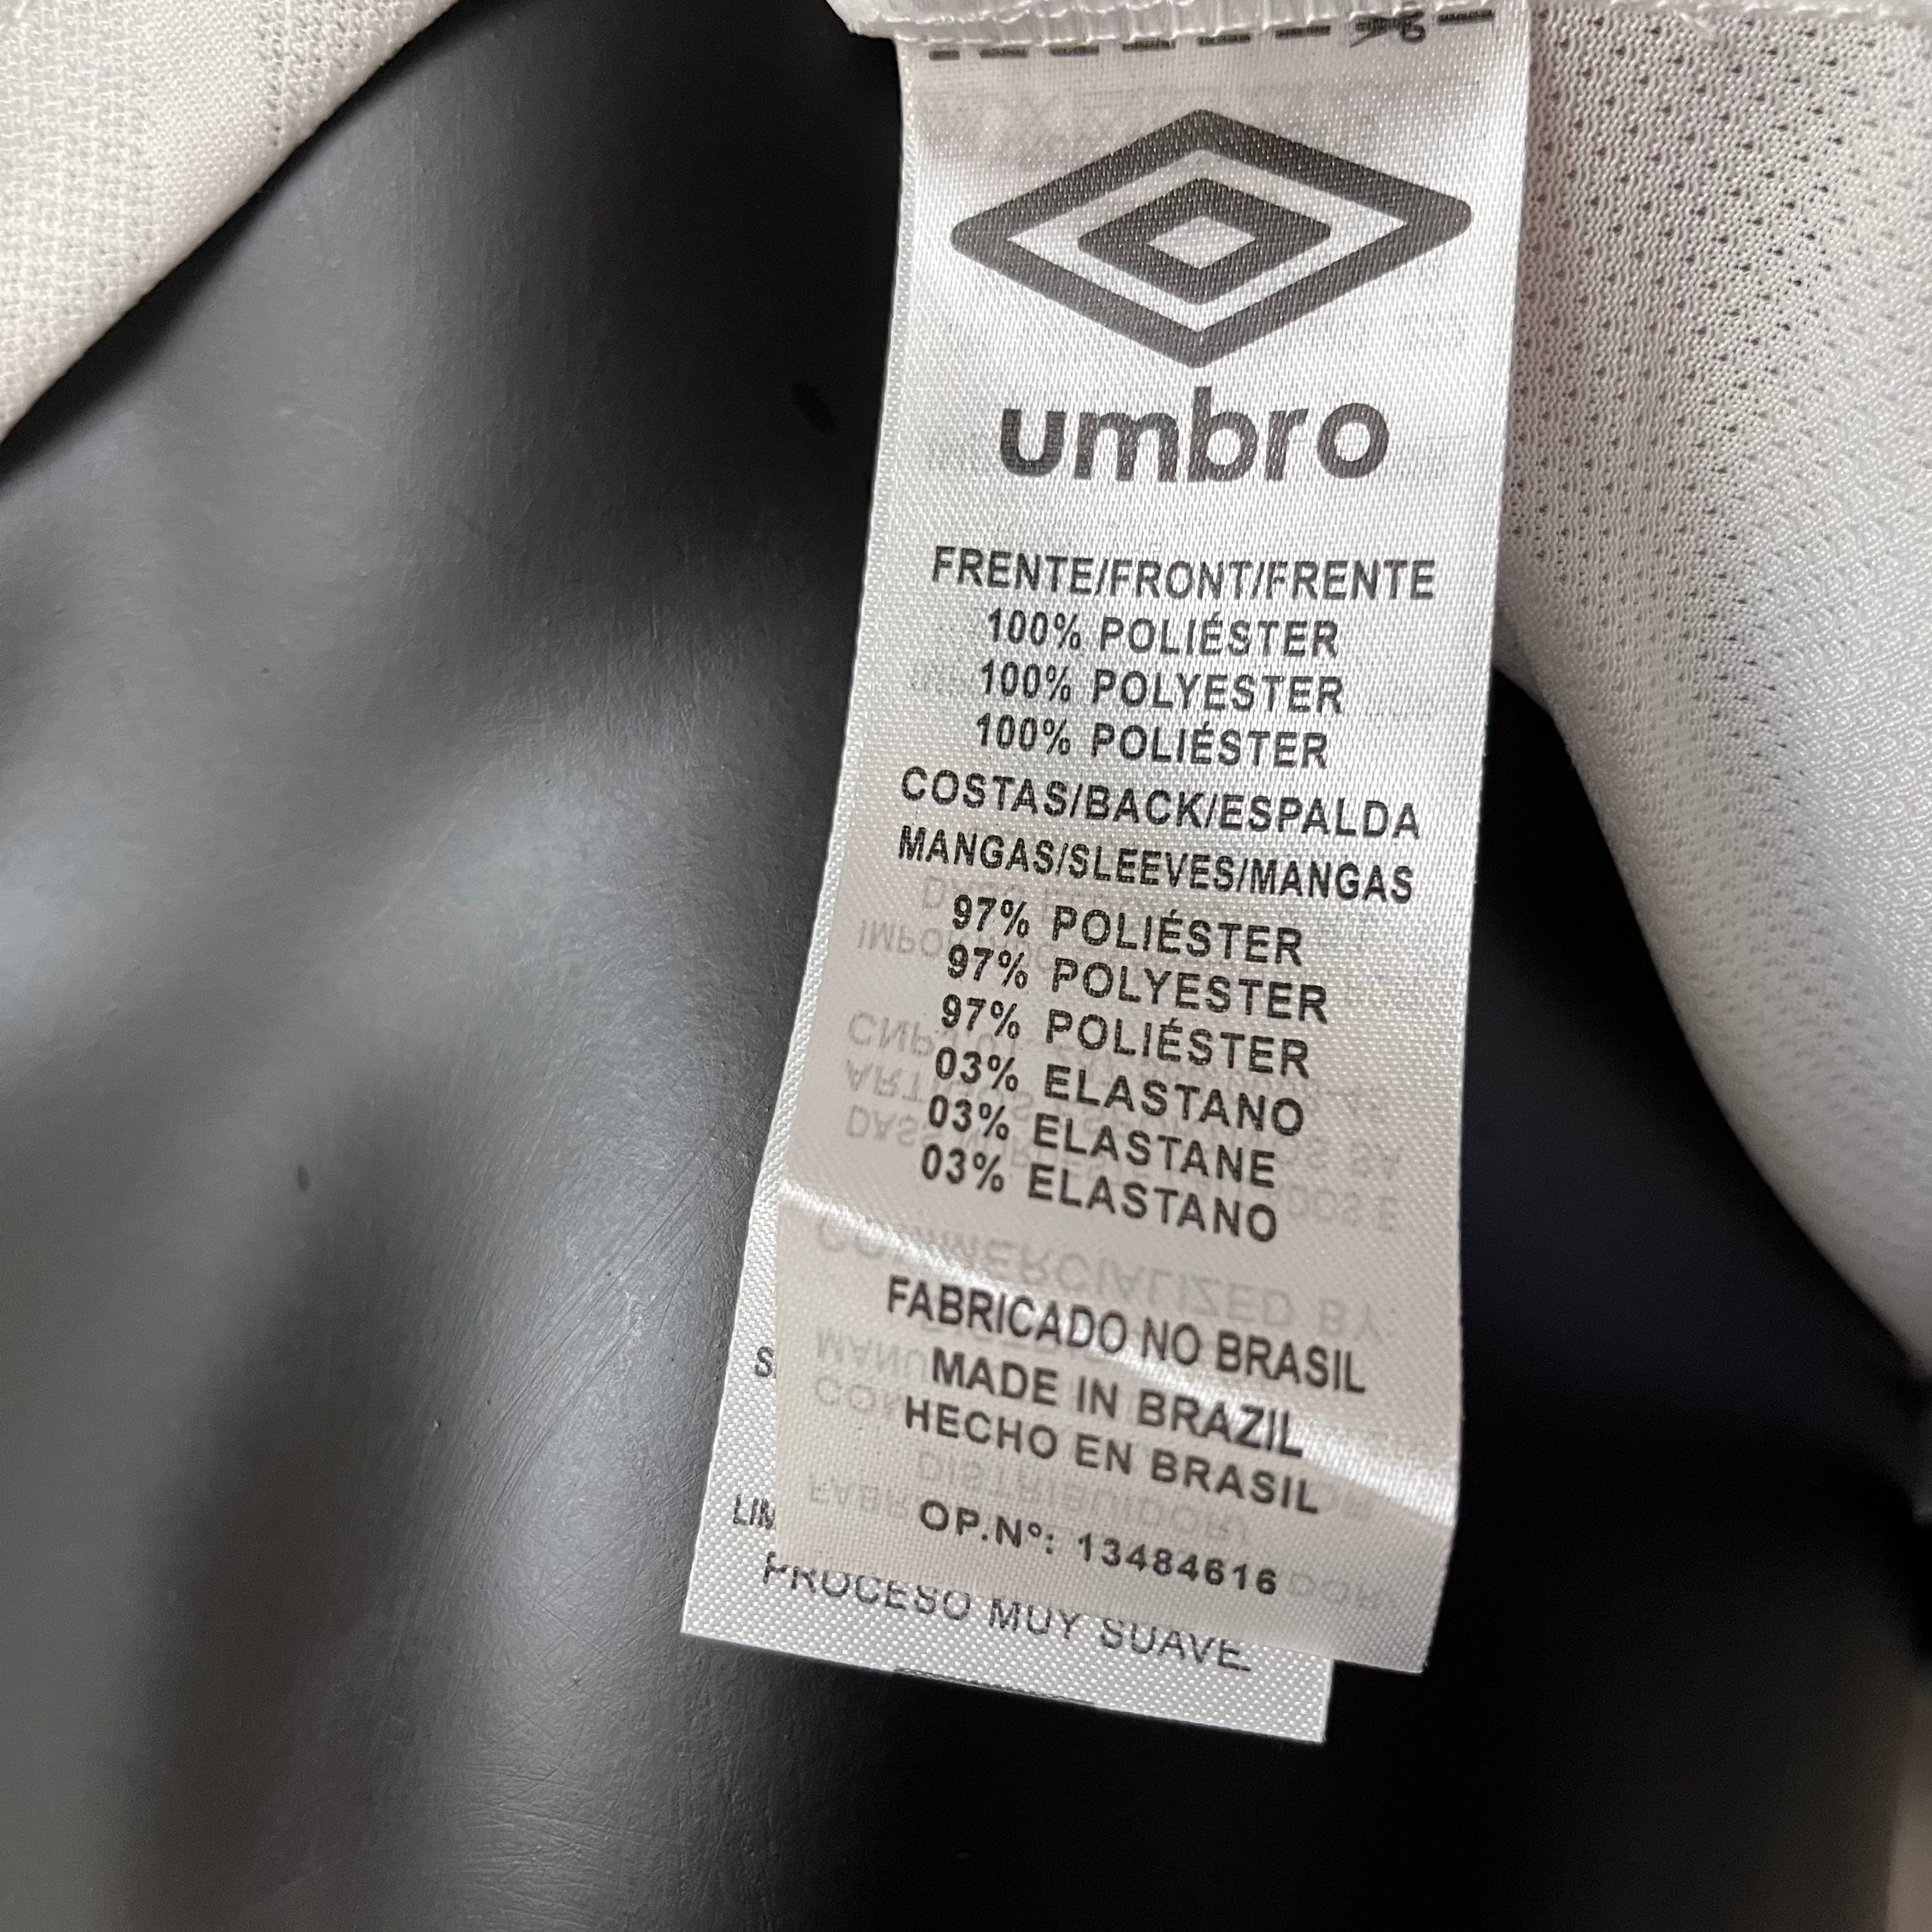 umbro
FRENTE/FRONT/FRENTE
100% POLIÉSTER
100% POLYESTER
100% POLIÉSTER
COSTAS/BACK/ESPALDA
MANGAS/SLEEVES/MANGAS
97% POLIÉSTER
97% POLYESTER
97% POLIÉSTER
03% ELASTANO
03% ELASTANE
03% ELASTANO
FABRICADO NO BRASIL
MADE IN BRAZIL
HECHO EN BRASIL
OP.Nº: 13484616
PROCESO MUY SUAVE.